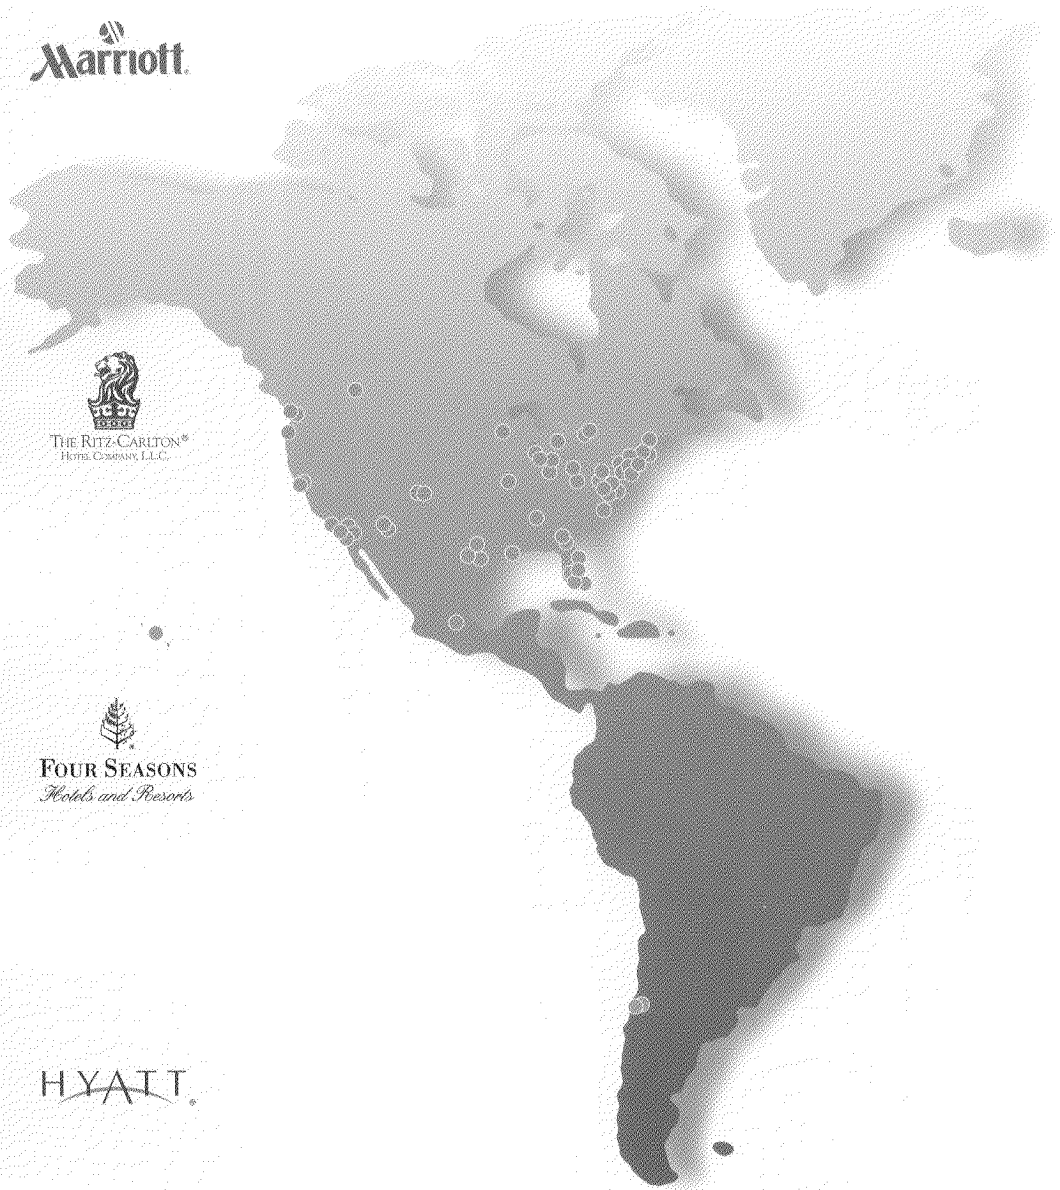 Marriott.
THE RITZ-CARLTON®
HOTEL COMPANY, L.L.C.
FOUR SEASONS
Hotels and Resorts
HYATT